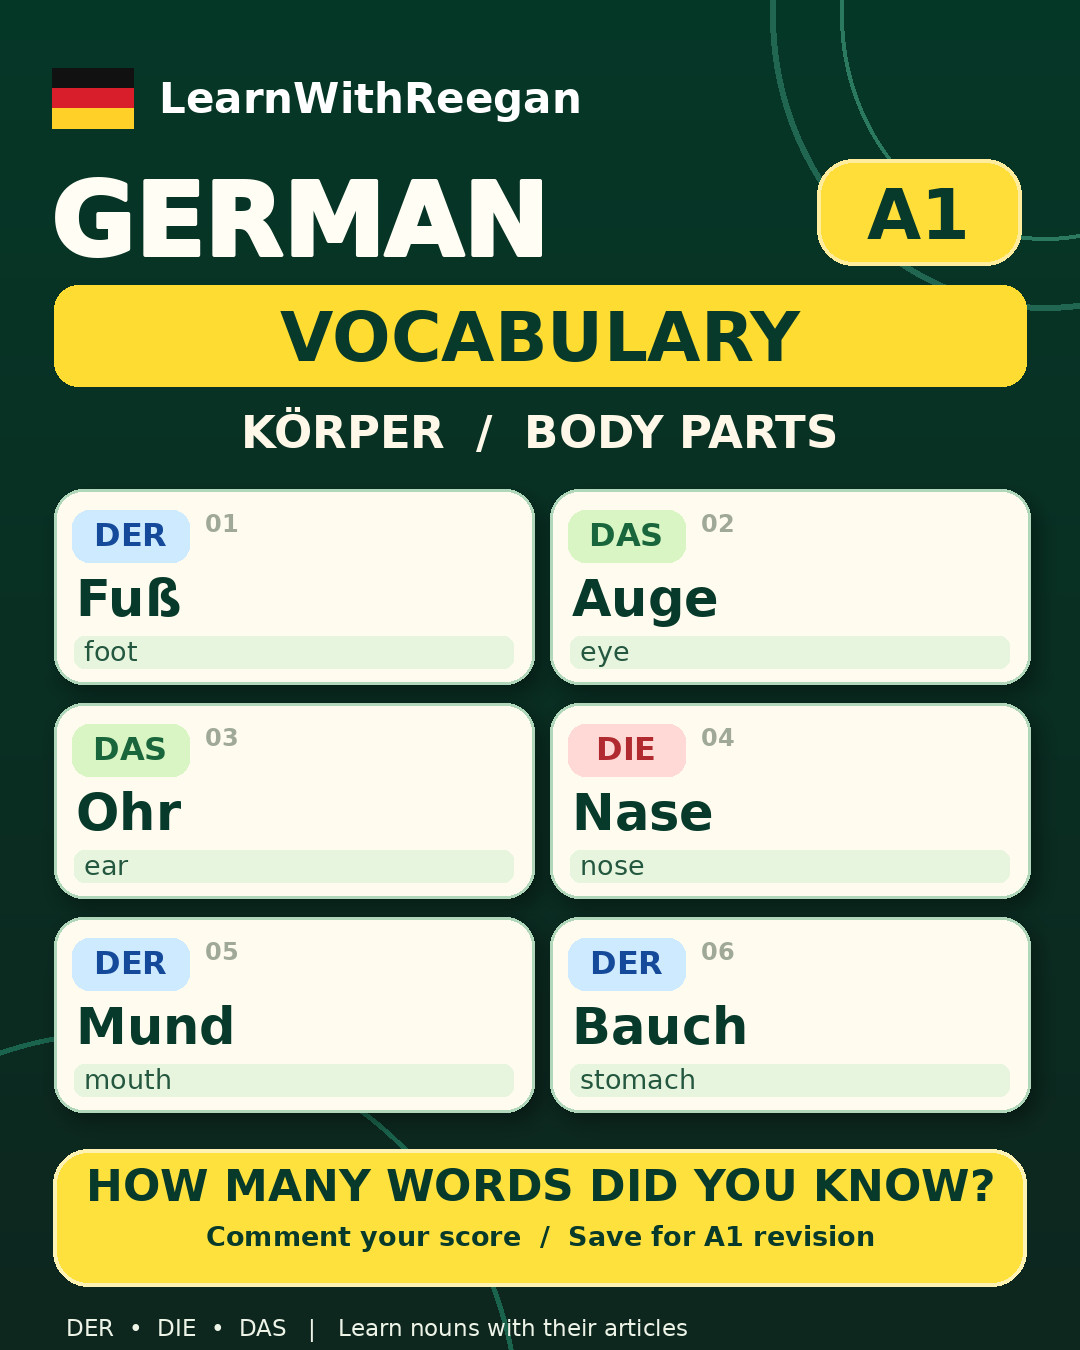 LearnWithReegan
GERMAN
A1
VOCABULARY
KÖRPER / BODY PARTS
DER 01
Fuß
foot
DAS 02
Auge
eye
DAS 03
Ohr
ear
DIE 04
Nase
nose
DER 05
Mund
mouth
DER 06
Bauch
stomach
HOW MANY WORDS DID YOU KNOW?
Comment your score / Save for A1 revision
DER • DIE • DAS | Learn nouns with their articles